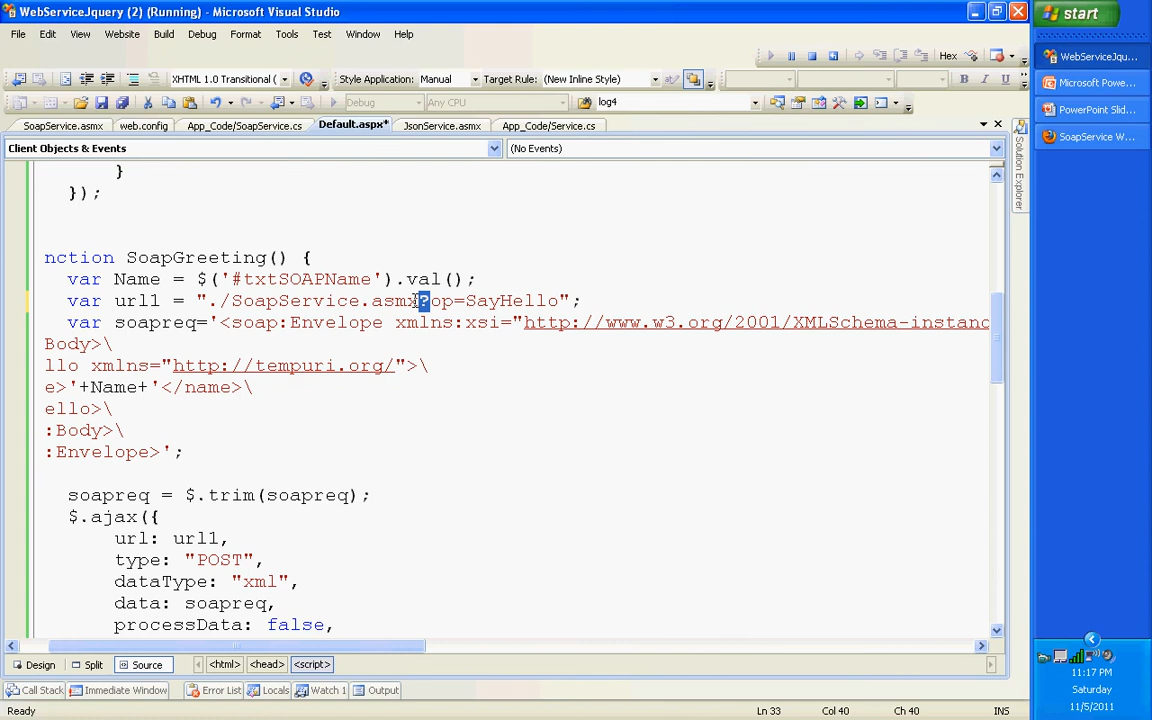 WebServiceJquery (2) (Running) - Microsoft Visual Studio
start
File Edit View Website Build Debug Format Tools Test Window Help
Hex
WebServiceJqu...
XHTML 1.0 Transitional ( Style Application: Manual Target Rule: (New Inline Style) B I U
Microsoft Powe...
Debug Any CPU log4
PowerPoint Slid...
SoapService.asmx web.config App_Code/SoapService.cs Default.aspx* JsonService.asmx App_Code/Service.cs
SoapService W...
Client Objects & Events (No Events)
Solution Explorer
}
});
nction SoapGreeting() {
var Name = $('#txtSOAPName').val();
var url1 = "./SoapService.asmx?op=SayHello";
var soapreq='<soap:Envelope xmlns:xsi="http://www.w3.org/2001/XMLSchema-instanc
Body>\
llo xmlns="http://tempuri.org/">\
e>'+Name+'</name>\
ello>\
:Body>\
:Envelope>';
soapreq = $.trim(soapreq);
$.ajax({
url: url1,
type: "POST",
dataType: "xml",
data: soapreq,
processData: false,
Design Split Source <html> <head> <script>
Call Stack Immediate Window Error List Locals Watch 1 Output
Ready Ln 33 Col 40 Ch 40 INS
11:17 PM
Saturday
11/5/2011